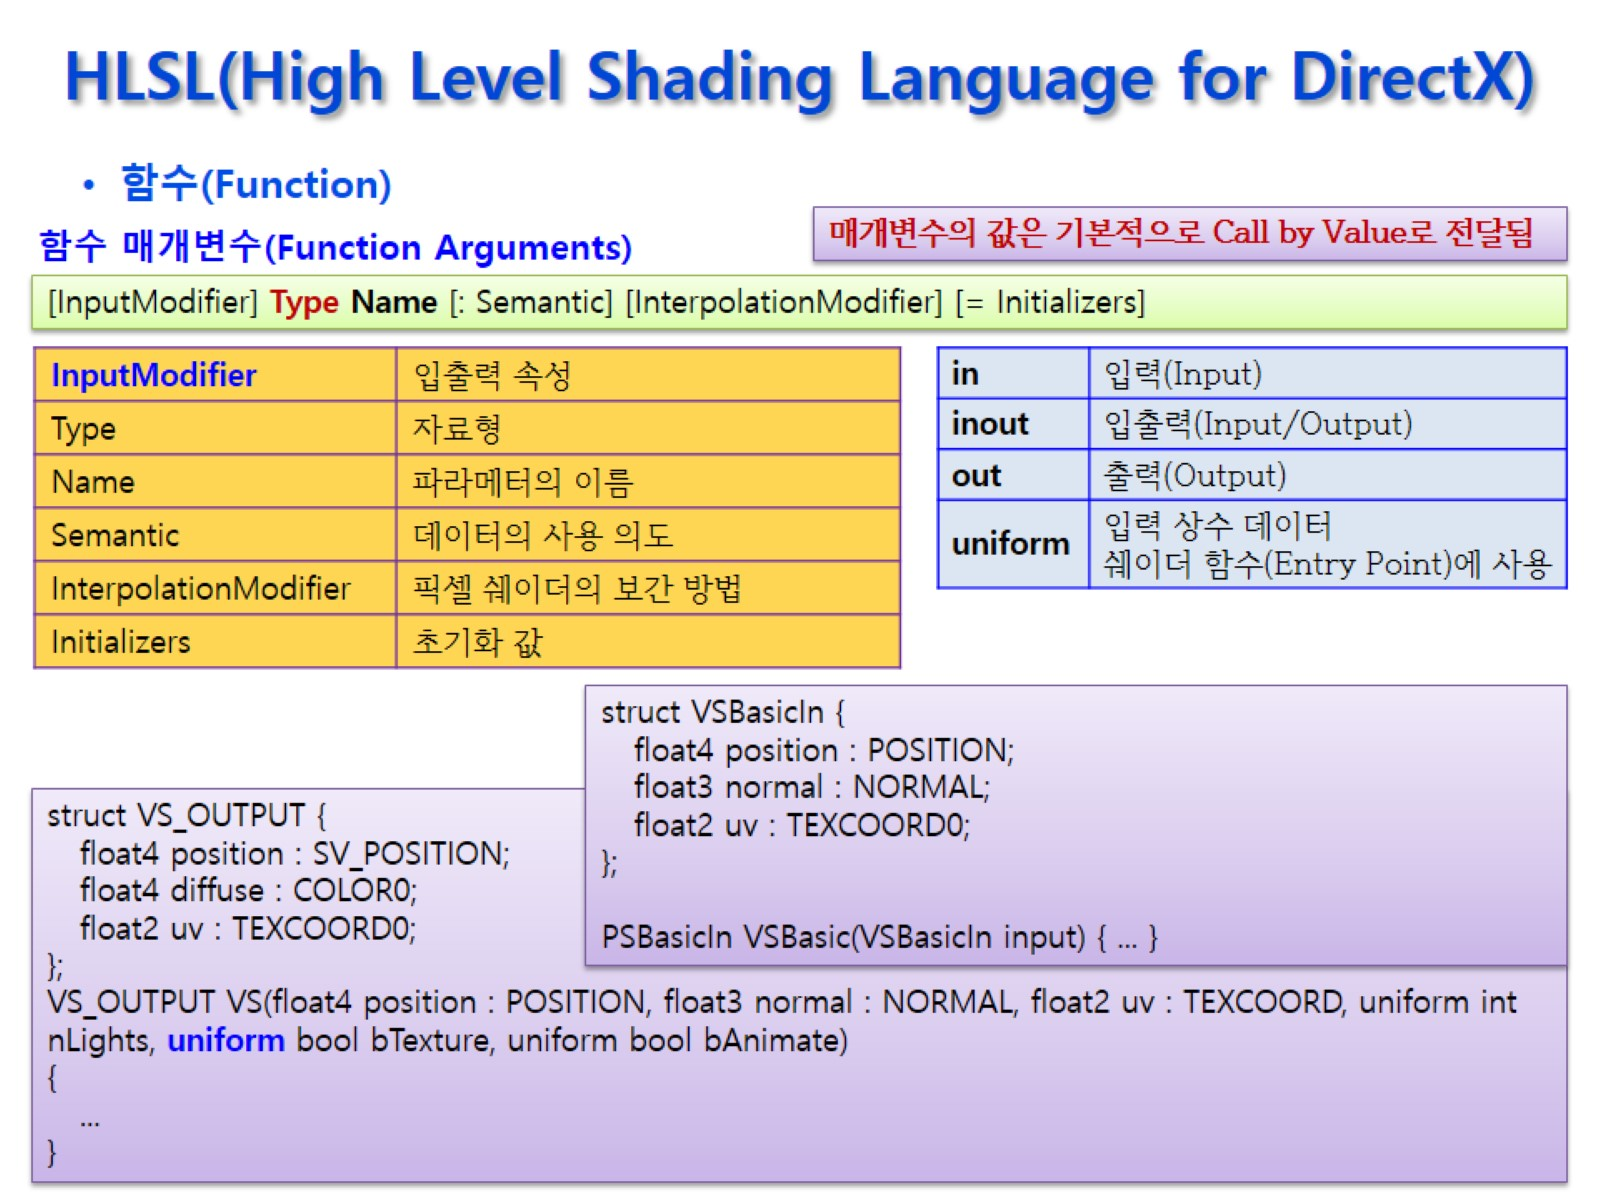 HLSL(High Level Shading Language for DirectX)
• 함수(Function)
함수 매개변수(Function Arguments)
매개변수의 값은 기본적으로 Call by Value로 전달됨
[InputModifier] Type Name [: Semantic] [InterpolationModifier] [= Initializers]
InputModifier 입출력 속성
Type 자료형
Name 파라메터의 이름
Semantic 데이터의 사용 의도
InterpolationModifier 픽셀 쉐이더의 보간 방법
Initializers 초기화 값
in 입력(Input)
inout 입출력(Input/Output)
out 출력(Output)
uniform 입력 상수 데이터
쉐이더 함수(Entry Point)에 사용
struct VSBasicIn {
float4 position : POSITION;
float3 normal : NORMAL;
float2 uv : TEXCOORD0;
};
PSBasicIn VSBasic(VSBasicIn input) { ... }
struct VS_OUTPUT {
float4 position : SV_POSITION;
float4 diffuse : COLOR0;
float2 uv : TEXCOORD0;
};
VS_OUTPUT VS(float4 position : POSITION, float3 normal : NORMAL, float2 uv : TEXCOORD, uniform int
nLights, uniform bool bTexture, uniform bool bAnimate)
{
...
}